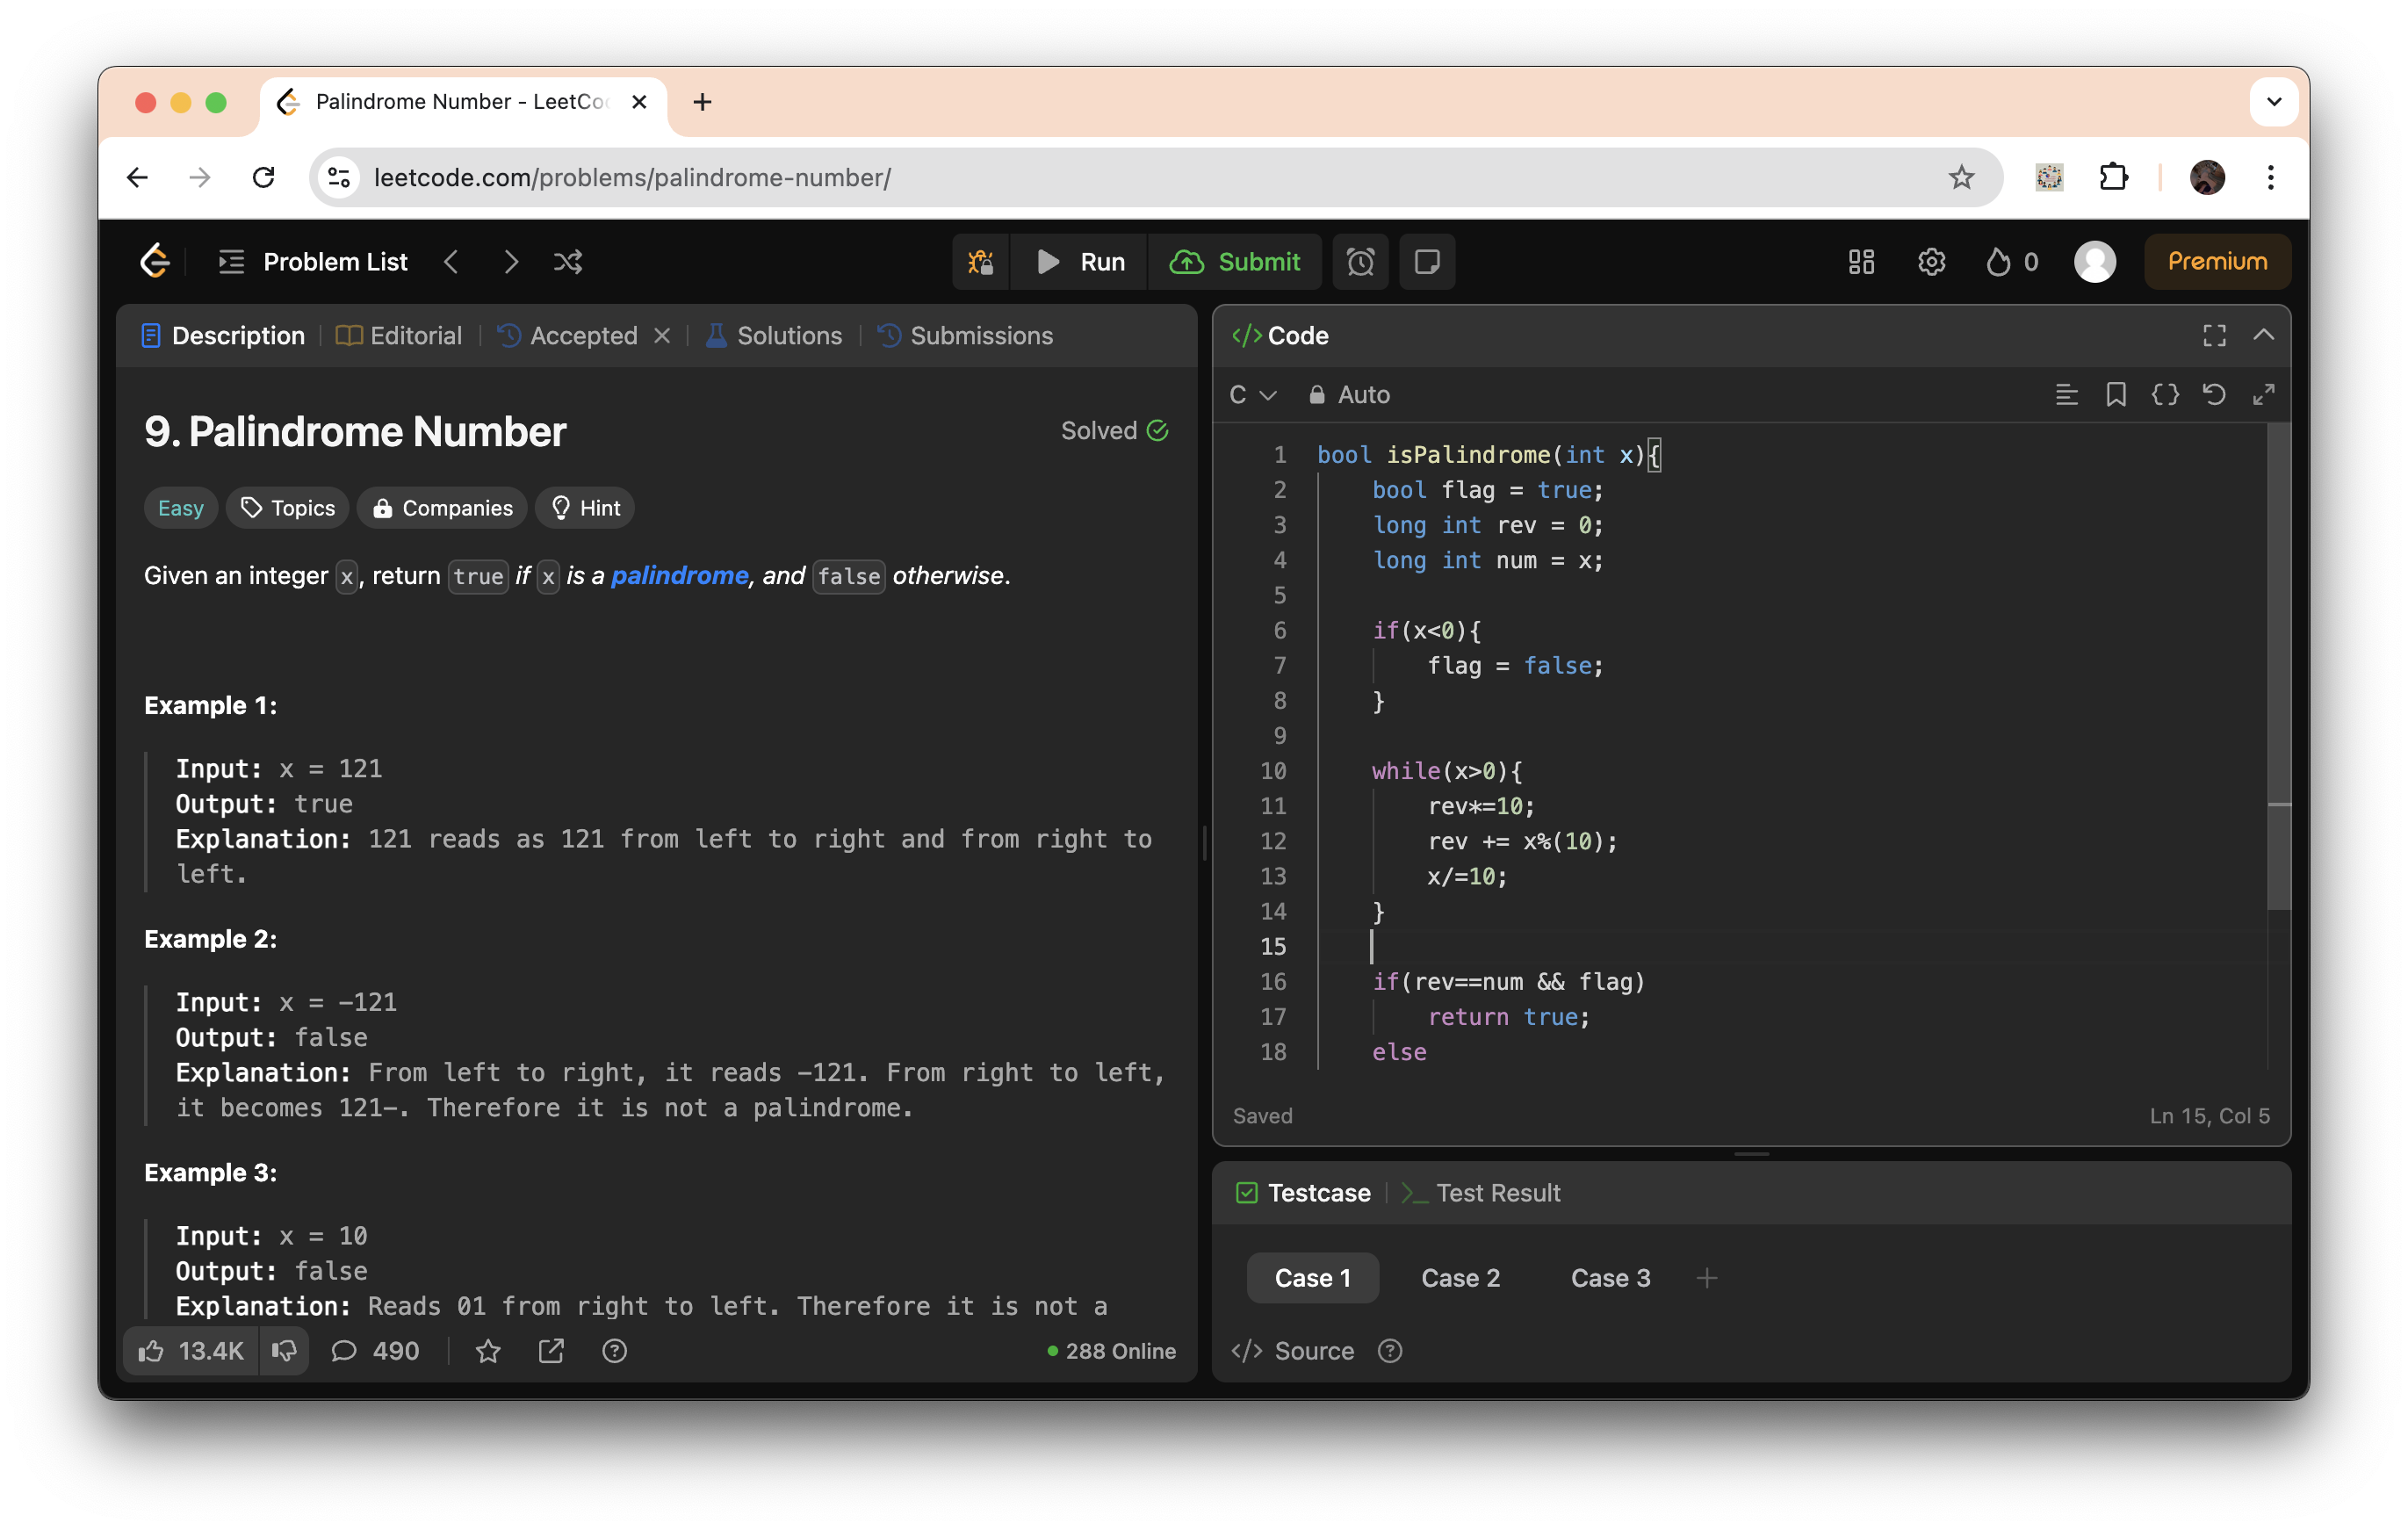 Palindrome Number - LeetCo
leetcode.com/problems/palindrome-number/
Problem List
Run
Submit
0
Premium
Description
Editorial
Accepted
Solutions
Submissions
9. Palindrome Number
Solved
Easy
Topics
Companies
Hint
Given an integer x, return true if x is a palindrome, and false otherwise.
Example 1:
Input: x = 121
Output: true
Explanation: 121 reads as 121 from left to right and from right to
left.
Example 2:
Input: x = -121
Output: false
Explanation: From left to right, it reads -121. From right to left,
it becomes 121-. Therefore it is not a palindrome.
Example 3:
Input: x = 10
Output: false
Explanation: Reads 01 from right to left. Therefore it is not a
13.4K
490
288 Online
</> Code
C
Auto
1 bool isPalindrome(int x){
2 bool flag = true;
3 long int rev = 0;
4 long int num = x;
5
6 if(x<0){
7 flag = false;
8 }
9
10 while(x>0){
11 rev*=10;
12 rev += x%(10);
13 x/=10;
14 }
15
16 if(rev==num && flag)
17 return true;
18 else
Saved
Ln 15, Col 5
Testcase
>_ Test Result
Case 1
Case 2
Case 3
</> Source